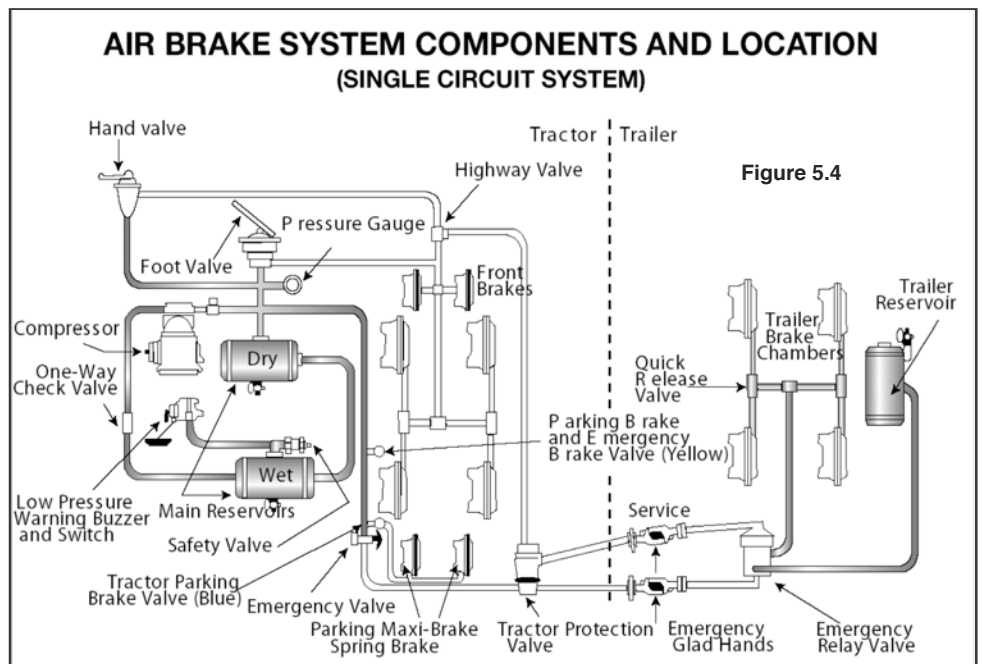 AIR BRAKE SYSTEM COMPONENTS AND LOCATION
(SINGLE CIRCUIT SYSTEM)
Hand valve
Tractor
Trailer
Highway Valve
Figure 5.4
P ressure Gauge
Foot Valve
Front
Brakes
Trailer
Reservoir
Compressor
Trailer
Brake
Chambers
Dry
One-Way
Check Valve
Quick
R elease
Valve
P arking B rake
and E mergency
B rake Valve (Yellow)
Wet
Low Pressure
Warning Buzzer
and Switch
Main Reservoirs
Service
Safety Valve
Tractor Parking
Brake Valve (Blue)
Emergency Valve
Parking Maxi-Brake
Spring Brake
Tractor Protection
Valve
Emergency
Glad Hands
Emergency
Relay Valve